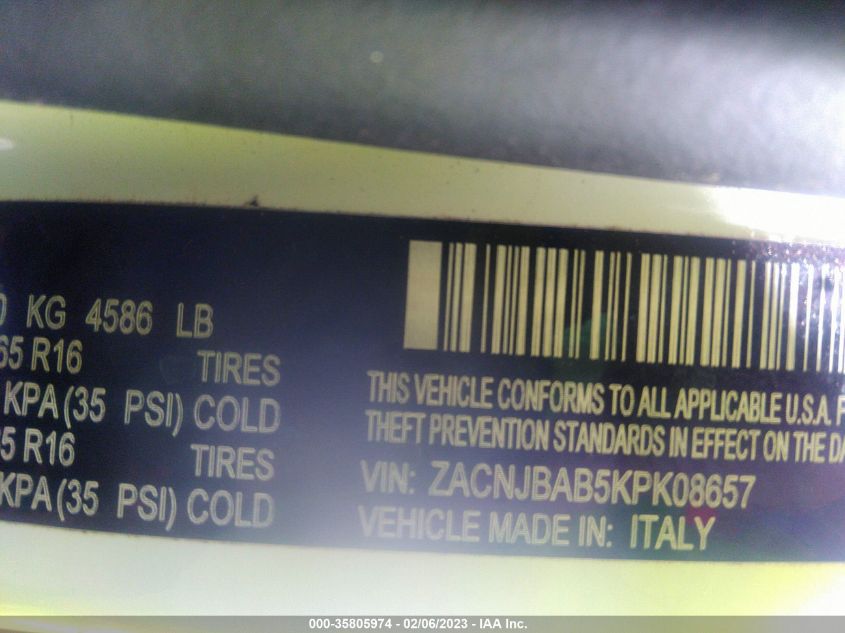 KG 4586 LB
65 R16 TIRES
KPA (35 PSI) COLD
5 R16 TIRES
KPA (35 PSI) COLD
THIS VEHICLE CONFORMS TO ALL APPLICABLE U.S.A. F
THEFT PREVENTION STANDARDS IN EFFECT ON THE DA
VIN: ZACNJBAB5KPK08657
VEHICLE MADE IN: ITALY
000-35805974 - 02/06/2023 - IAA Inc.